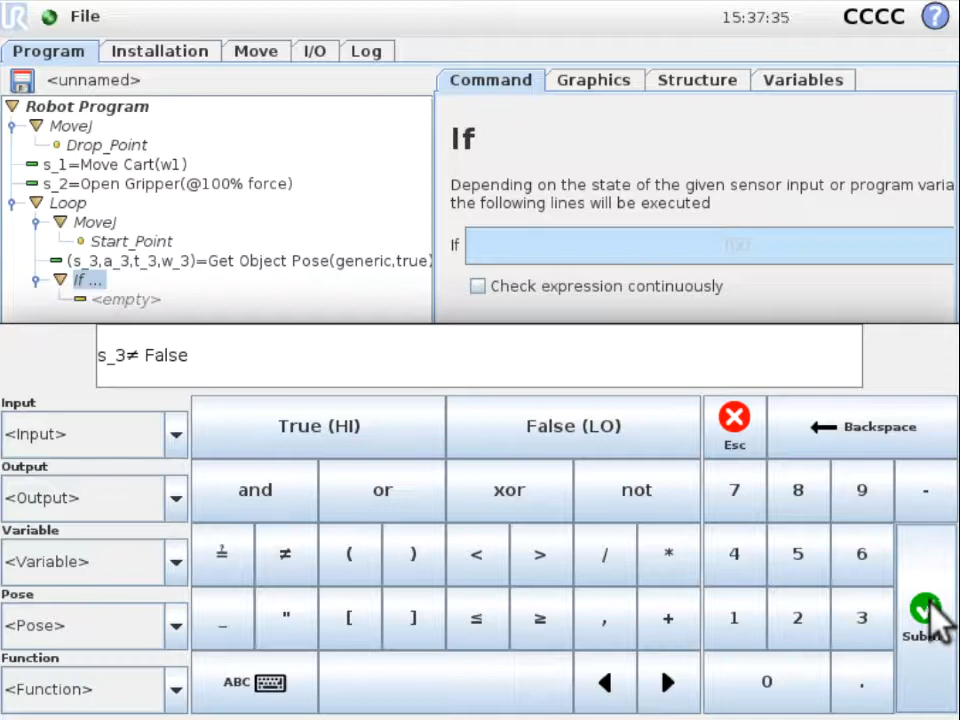 UR File 15:37:35 CCCC ?
Program Installation Move I/O Log
<unnamed>
Command Graphics Structure Variables
Robot Program
MoveJ
Drop_Point
s_1=Move Cart(w1)
s_2=Open Gripper(@100% force)
Loop
MoveJ
Start_Point
(s_3,a_3,t_3,w_3)=Get Object Pose(generic,true)
If ...
<empty>
If
Depending on the state of the given sensor input or program varia
the following lines will be executed
If f(x)
Check expression continuously
s_3≠ False
Input
<Input>
Output
<Output>
Variable
<Variable>
Pose
<Pose>
Function
<Function>
True (HI) False (LO) Esc Backspace
and or xor not 7 8 9 -
≟ ≠ ( ) < > / * 4 5 6
_ " [ ] ≤ ≥ , + 1 2 3
ABC 0 .